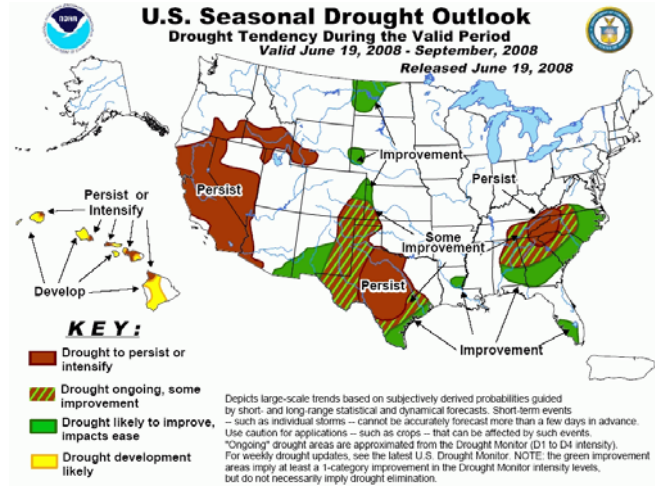 U.S. Seasonal Drought Outlook
Drought Tendency During the Valid Period
Valid June 19, 2008 - September, 2008
Released June 19, 2008
NOAA
Improvement
Persist
Persist
Persist or
Intensify
Some
Improvement
Develop
Persist
Improvement
KEY:
Drought to persist or
intensify
Drought ongoing, some
improvement
Drought likely to improve,
impacts ease
Drought development
likely
Depicts large-scale trends based on subjectively derived probabilities guided
by short- and long-range statistical and dynamical forecasts. Short-term events
-- such as individual storms -- cannot be accurately forecast more than a few days in advance.
Use caution for applications -- such as crops -- that can be affected by such events.
"Ongoing" drought areas are approximated from the Drought Monitor (D1 to D4 intensity).
For weekly drought updates, see the latest U.S. Drought Monitor. NOTE: the green improvement
areas imply at least a 1-category improvement in the Drought Monitor intensity levels,
but do not necessarily imply drought elimination.